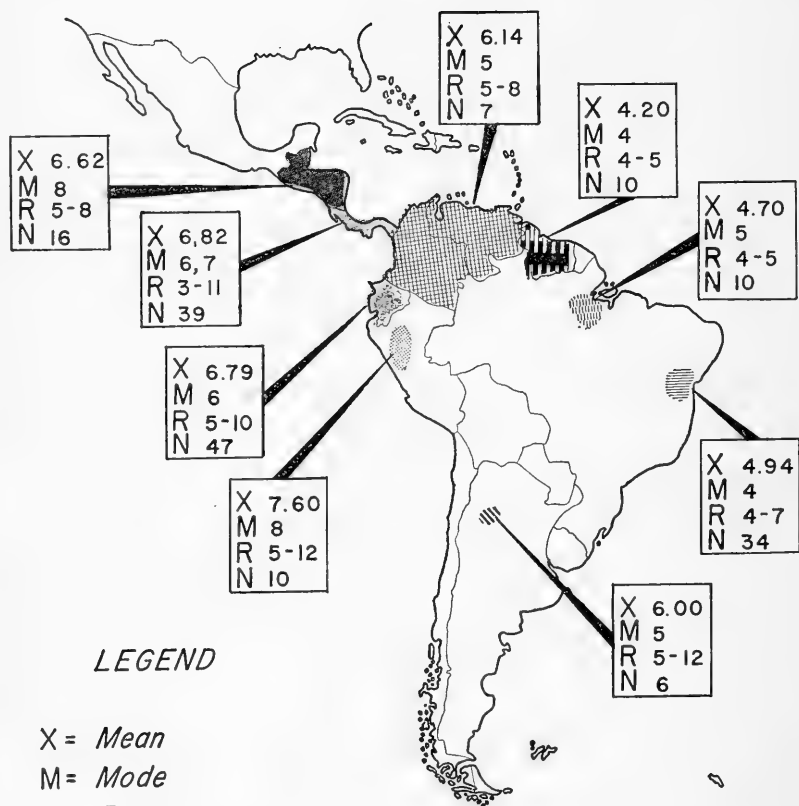 X 6.14
M 5
R 5-8
N 7
X 4.20
M 4
R 4-5
N 10
X 6.62
M 8
R 5-8
N 16
X 4.70
M 5
R 4-5
N 10
X 6,82
M 6,7
R 3-11
N 39
X 6.79
M 6
R 5-10
N 47
X 4.94
M 4
R 4-7
N 34
X 7.60
M 8
R 5-12
N 10
X 6.00
M 5
R 5-12
N 6
LEGEND
X = Mean
M = Mode